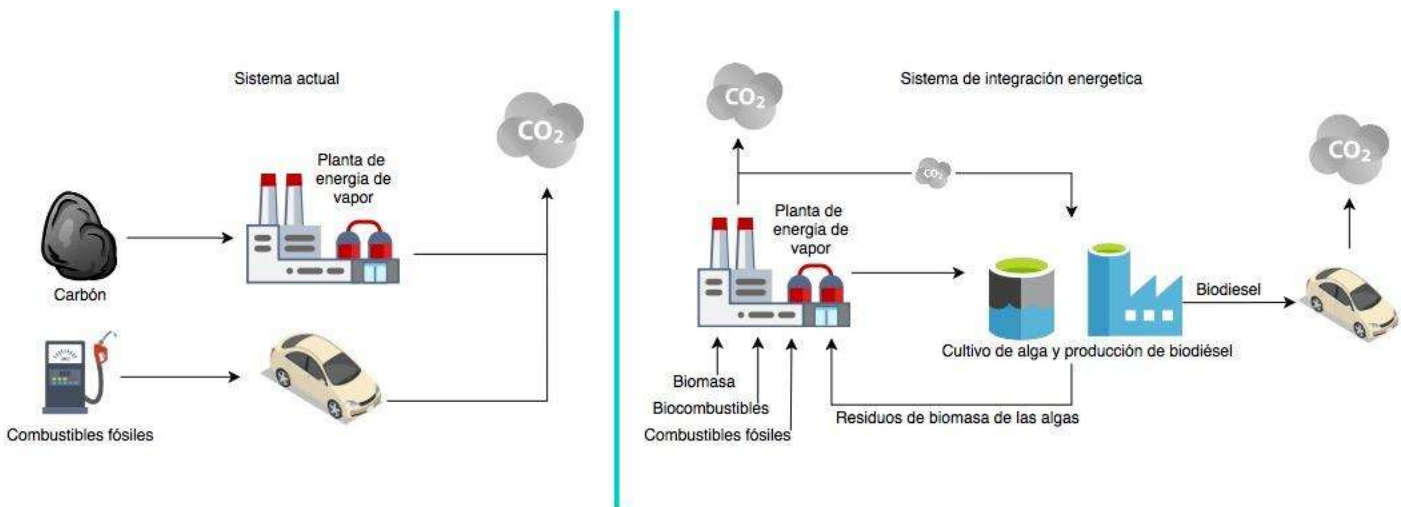 Sistema actual
CO2
Planta de
energia de
vapor
Carbón
Combustibles fósiles
Sistema de integración energetica
CO2
CO2
CO2
Planta de
energia de
vapor
Biodiesel
Cultivo de alga y producción de biodiésel
Biomasa
Biocombustibles
Residuos de biomasa de las algas
Combustibles fósiles